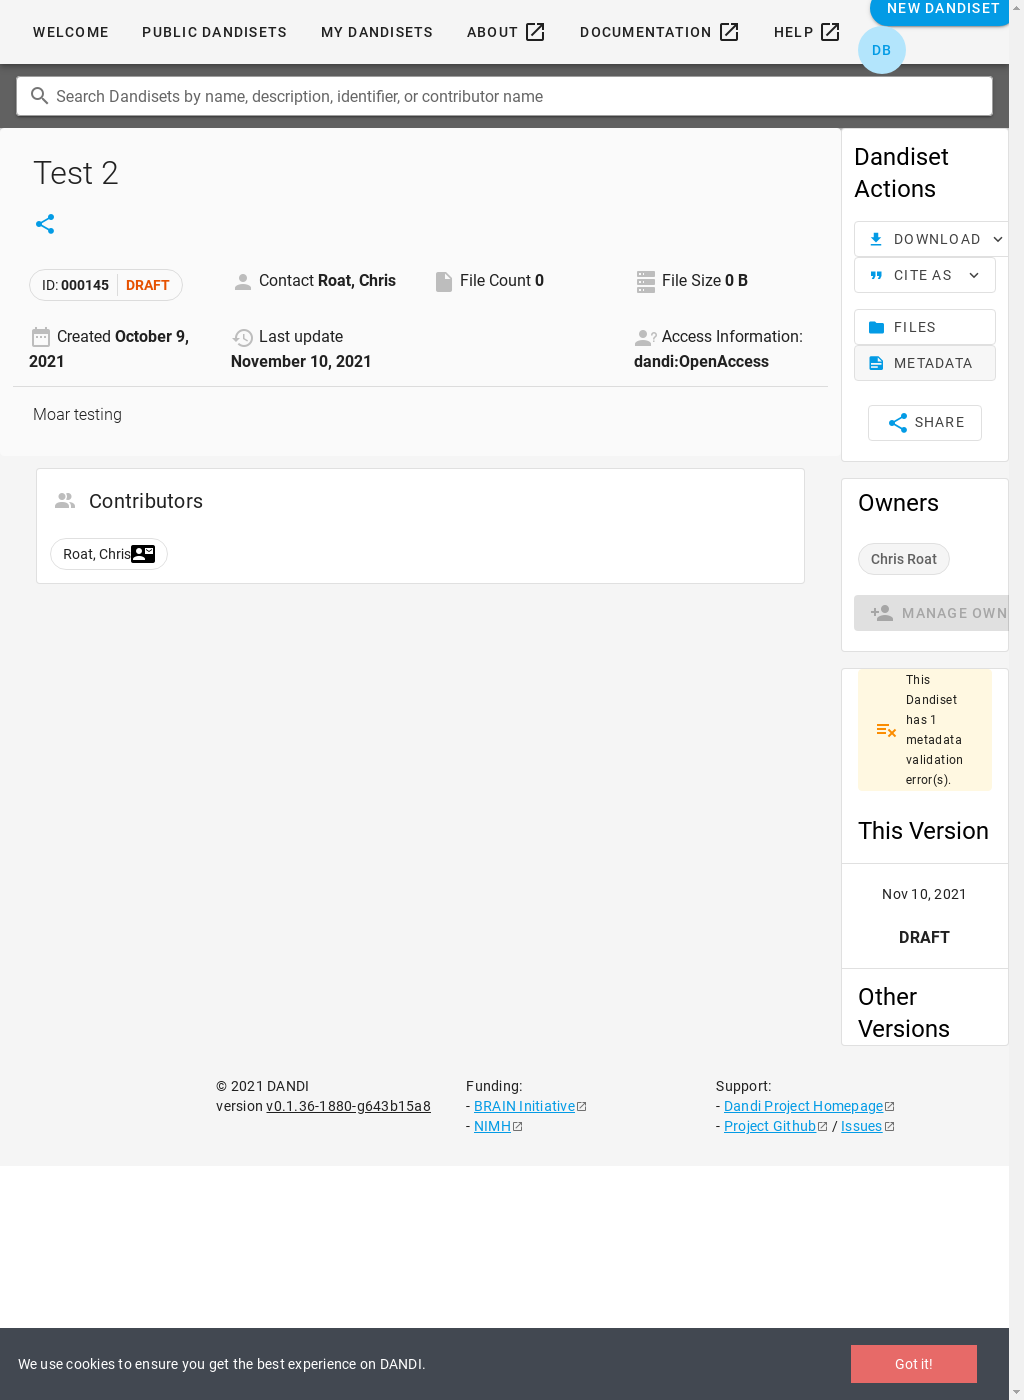 WELCOME PUBLIC DANDISETS MY DANDISETS ABOUT DOCUMENTATION HELP NEW DANDISET
DB
Search Dandisets by name, description, identifier, or contributor name
Test 2
ID: 000145 DRAFT
Contact Roat, Chris
File Count 0
File Size 0 B
Created October 9,
2021
Last update
November 10, 2021
Access Information:
dandi:OpenAccess
Moar testing
Contributors
Roat, Chris
Dandiset
Actions
DOWNLOAD
CITE AS
FILES
METADATA
SHARE
Owners
Chris Roat
MANAGE OWN
This
Dandiset
has 1
metadata
validation
error(s).
This Version
Nov 10, 2021
DRAFT
Other
Versions
© 2021 DANDI
version v0.1.36-1880-g643b15a8
Funding:
- BRAIN Initiative
- NIMH
Support:
- Dandi Project Homepage
- Project Github / Issues
We use cookies to ensure you get the best experience on DANDI.
Got it!